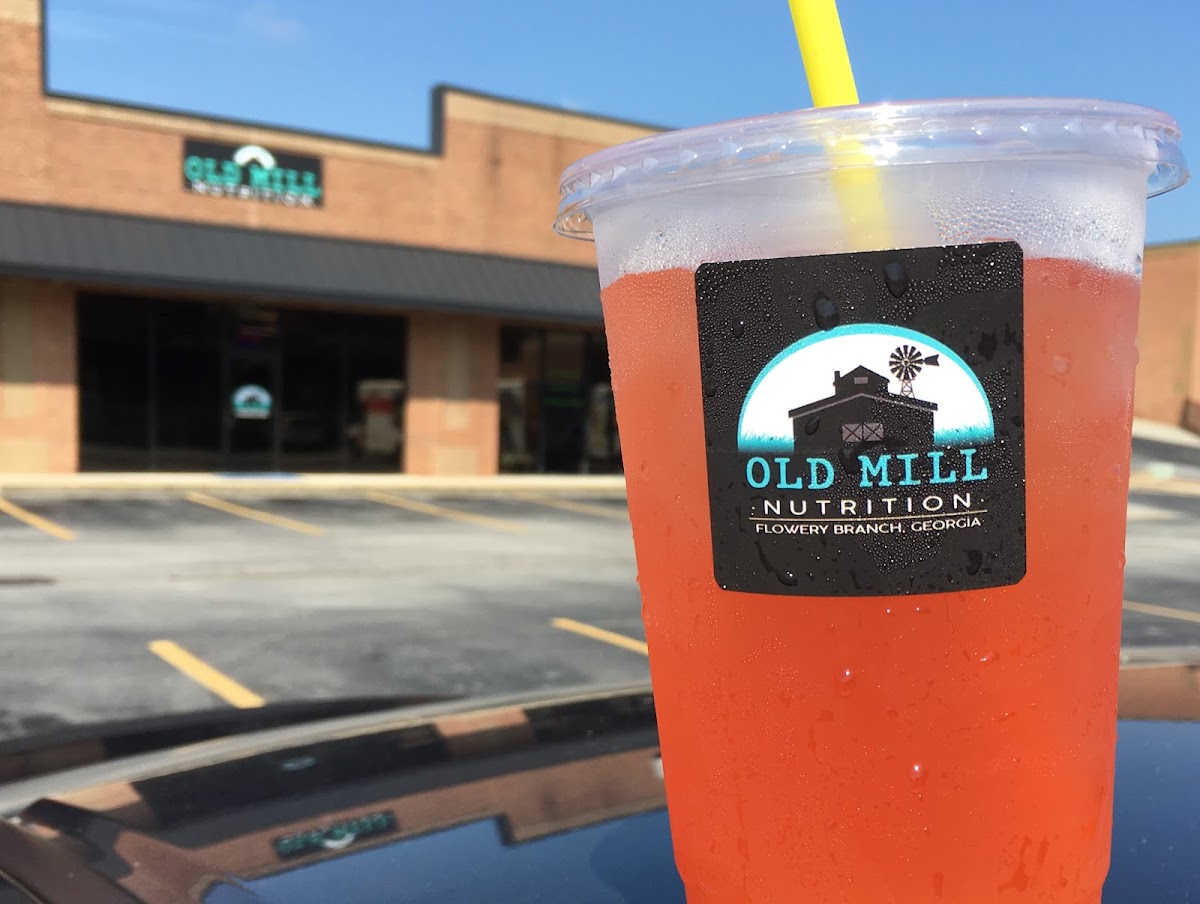 OLD MILL
NUTRITION
OLD MILL
·NUTRITION·
FLOWERY BRANCH, GEORGIA